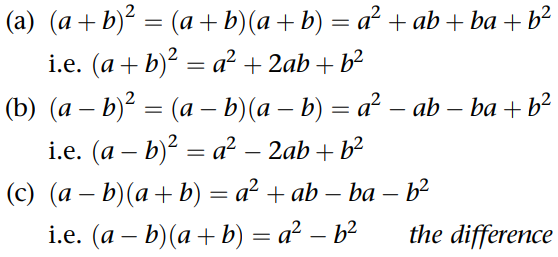 (a) (a + b)² = (a + b)(a + b) = a² + ab + ba + b²
i.e. (a + b)² = a² + 2ab + b²
(b) (a − b)² = (a − b)(a − b) = a² − ab − ba + b²
i.e. (a − b)² = a² − 2ab + b²
(c) (a − b)(a + b) = a² + ab − ba − b²
i.e. (a − b)(a + b) = a² − b² the difference